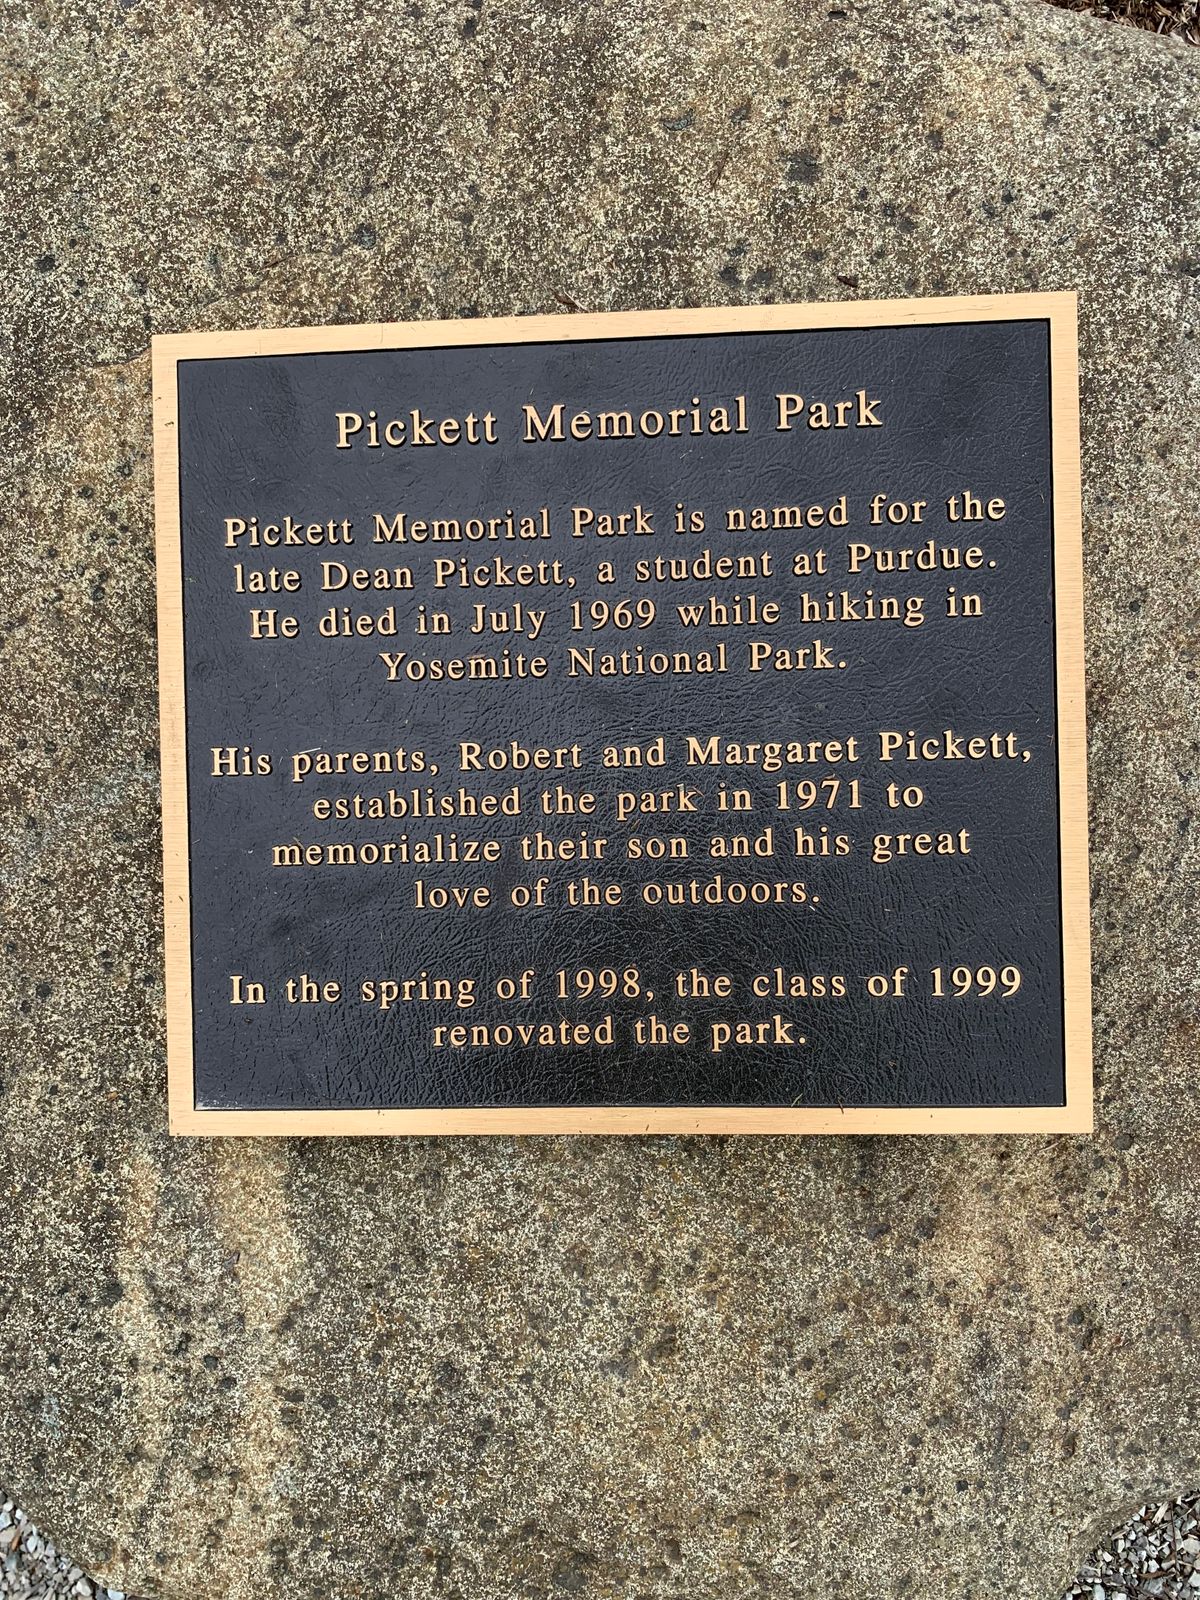 Pickett Memorial Park
Pickett Memorial Park is named for the
late Dean Pickett, a student at Purdue.
He died in July 1969 while hiking in
Yosemite National Park.
His parents, Robert and Margaret Pickett,
established the park in 1971 to
memorialize their son and his great
love of the outdoors.
In the spring of 1998, the class of 1999
renovated the park.